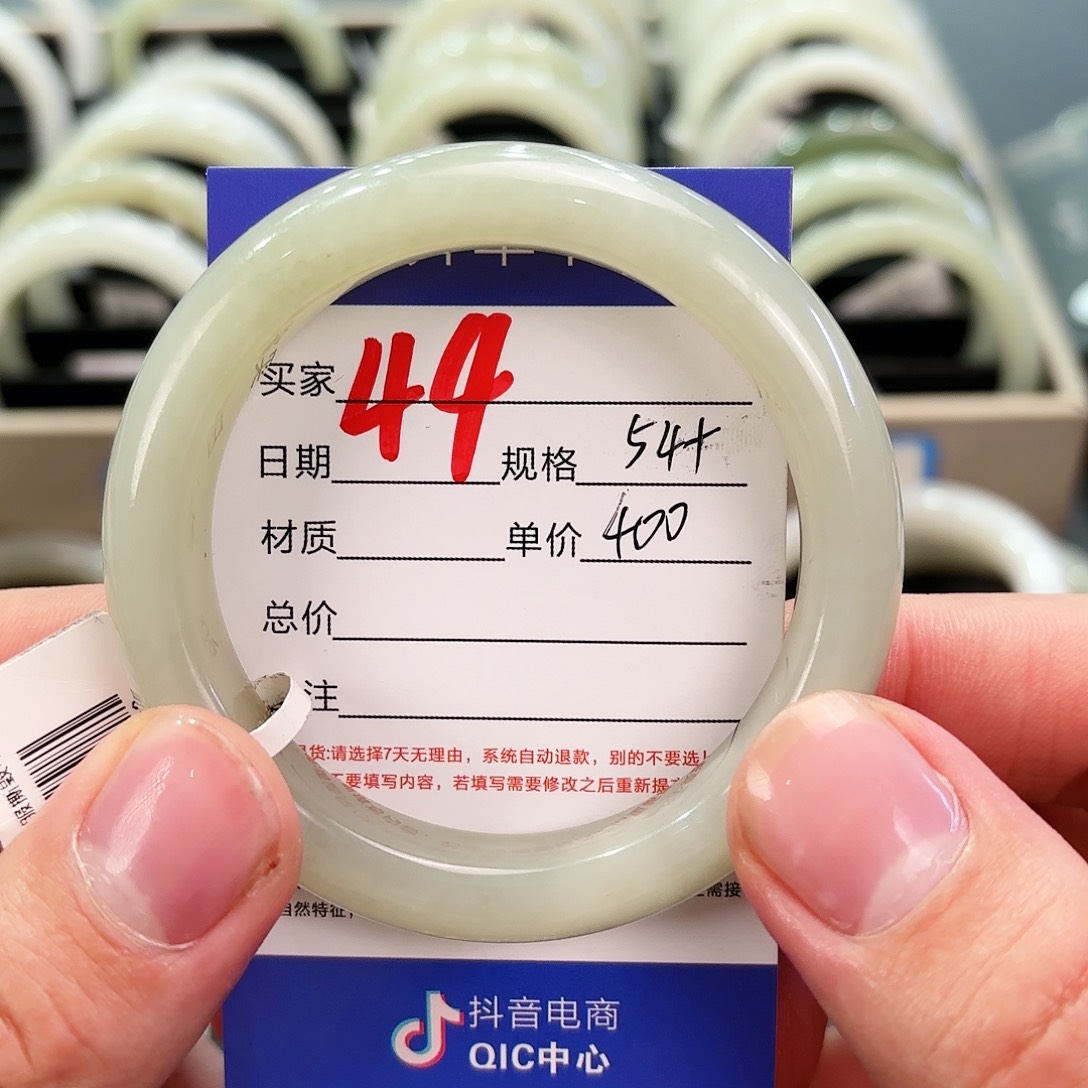 买家 44
日期 规格 54+
材质 单价 400
总价
注
货:请选择7天无理由，系统自动退款，别的不要选！
不要填写内容，若填写需要修改之后重新提
需接
自然特征，
抖音电商
QIC中心